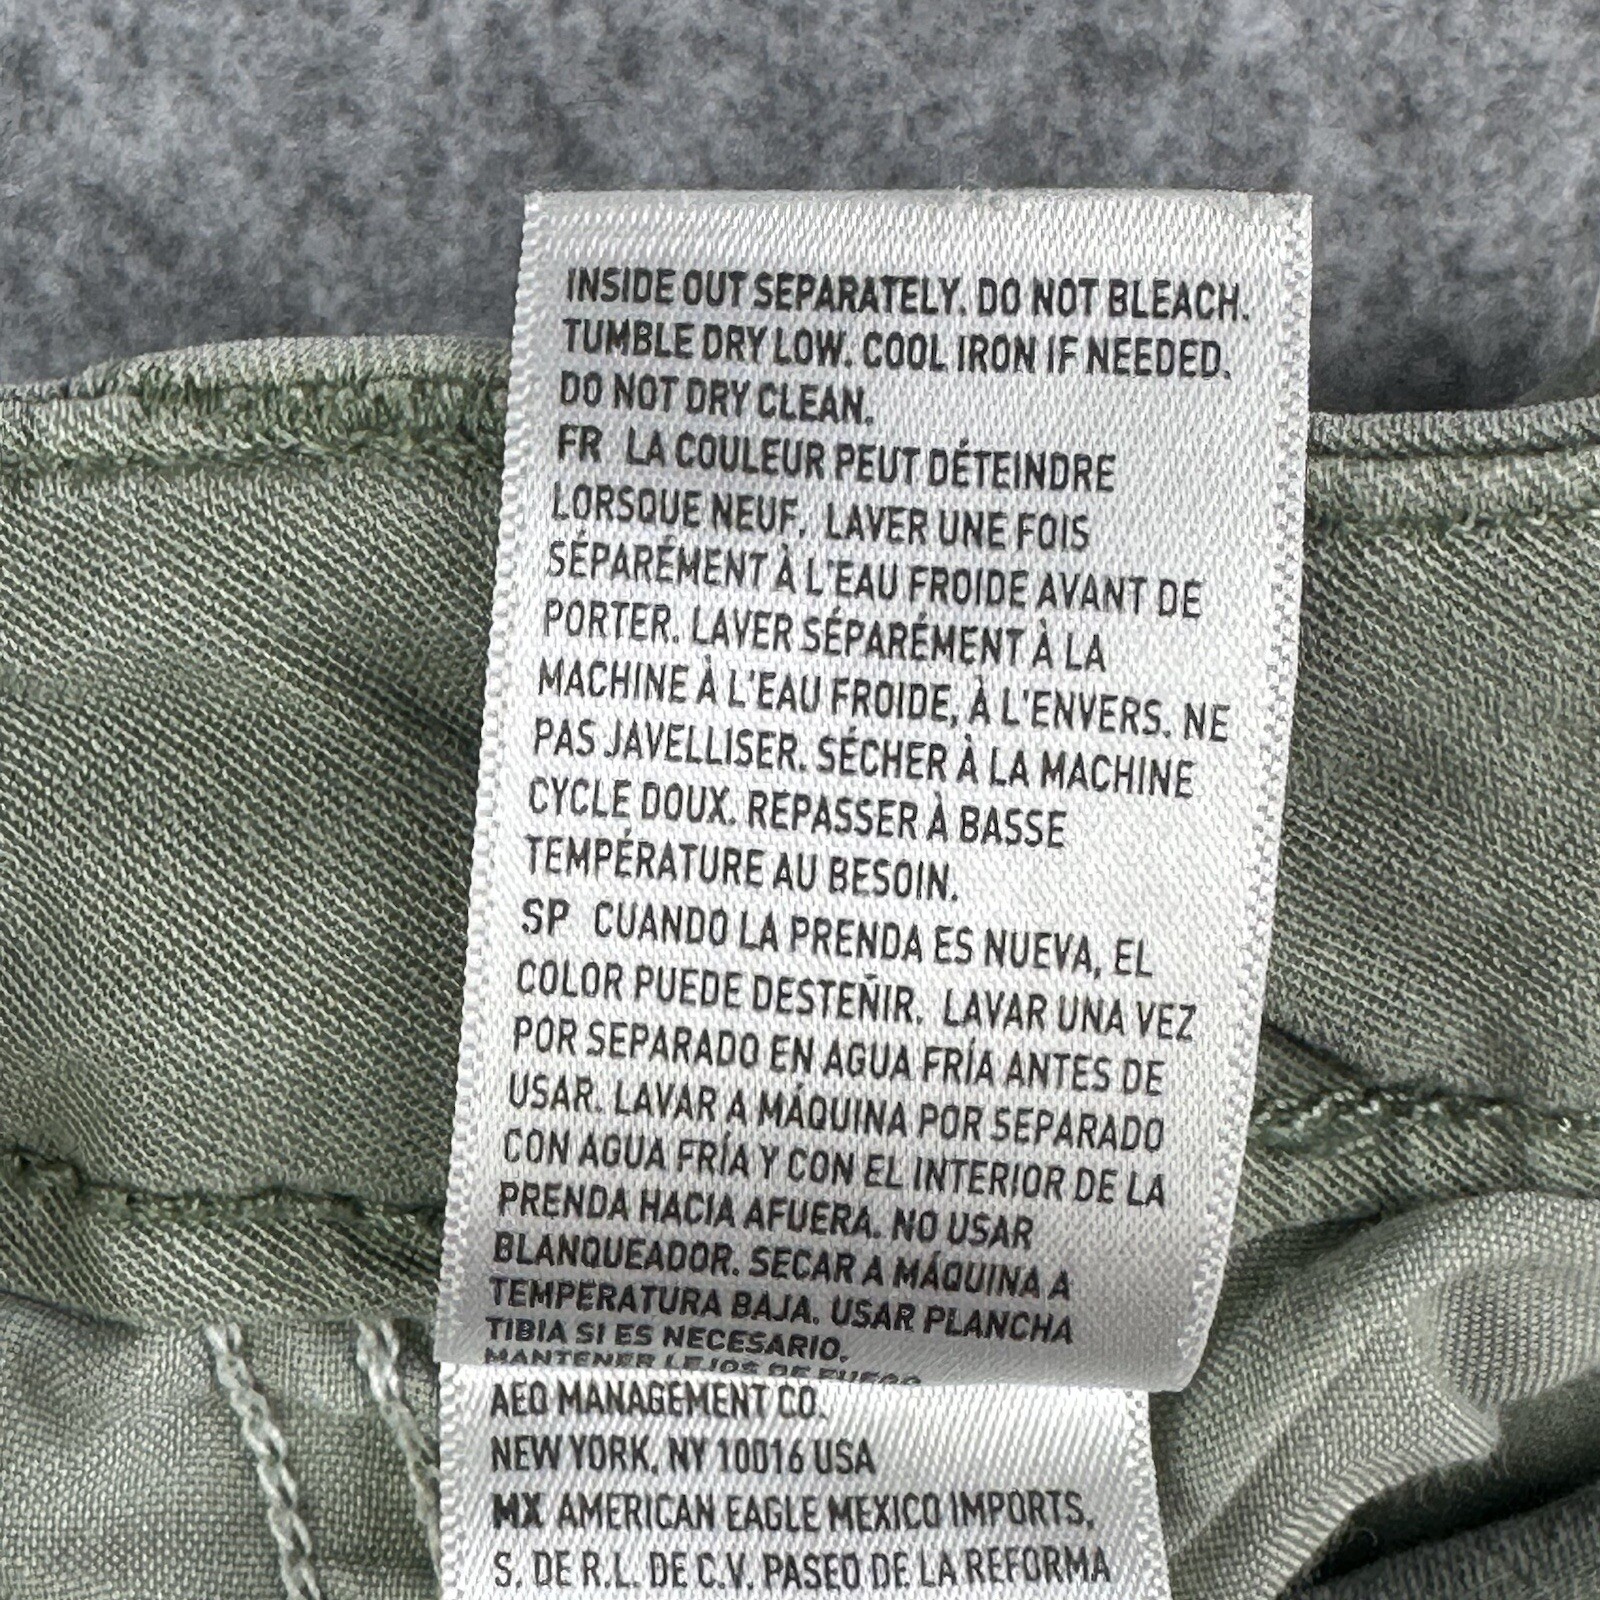 INSIDE OUT SEPARATELY. DO NOT BLEACH.
TUMBLE DRY LOW. COOL IRON IF NEEDED.
DO NOT DRY CLEAN.
FR LA COULEUR PEUT DÉTEINDRE
LORSQUE NEUF. LAVER UNE FOIS
SÉPARÉMENT À L'EAU FROIDE AVANT DE
PORTER. LAVER SÉPARÉMENT À LA
MACHINE À L'EAU FROIDE, À L'ENVERS. NE
PAS JAVELLISER. SÉCHER À LA MACHINE
CYCLE DOUX. REPASSER À BASSE
TEMPÉRATURE AU BESOIN.
SP CUANDO LA PRENDA ES NUEVA, EL
COLOR PUEDE DESTEÑIR. LAVAR UNA VEZ
POR SEPARADO EN AGUA FRÍA ANTES DE
USAR. LAVAR A MÁQUINA POR SEPARADO
CON AGUA FRÍA Y CON EL INTERIOR DE LA
PRENDA HACIA AFUERA. NO USAR
BLANQUEADOR. SECAR A MÁQUINA A
TEMPERATURA BAJA. USAR PLANCHA
TIBIA SI ES NECESARIO.
MANTENER LEJOS DE FUEGO
AEO MANAGEMENT CO.
NEW YORK, NY 10016 USA
MX AMERICAN EAGLE MEXICO IMPORTS,
S. DE R.L. DE C.V. PASEO DE LA REFORMA